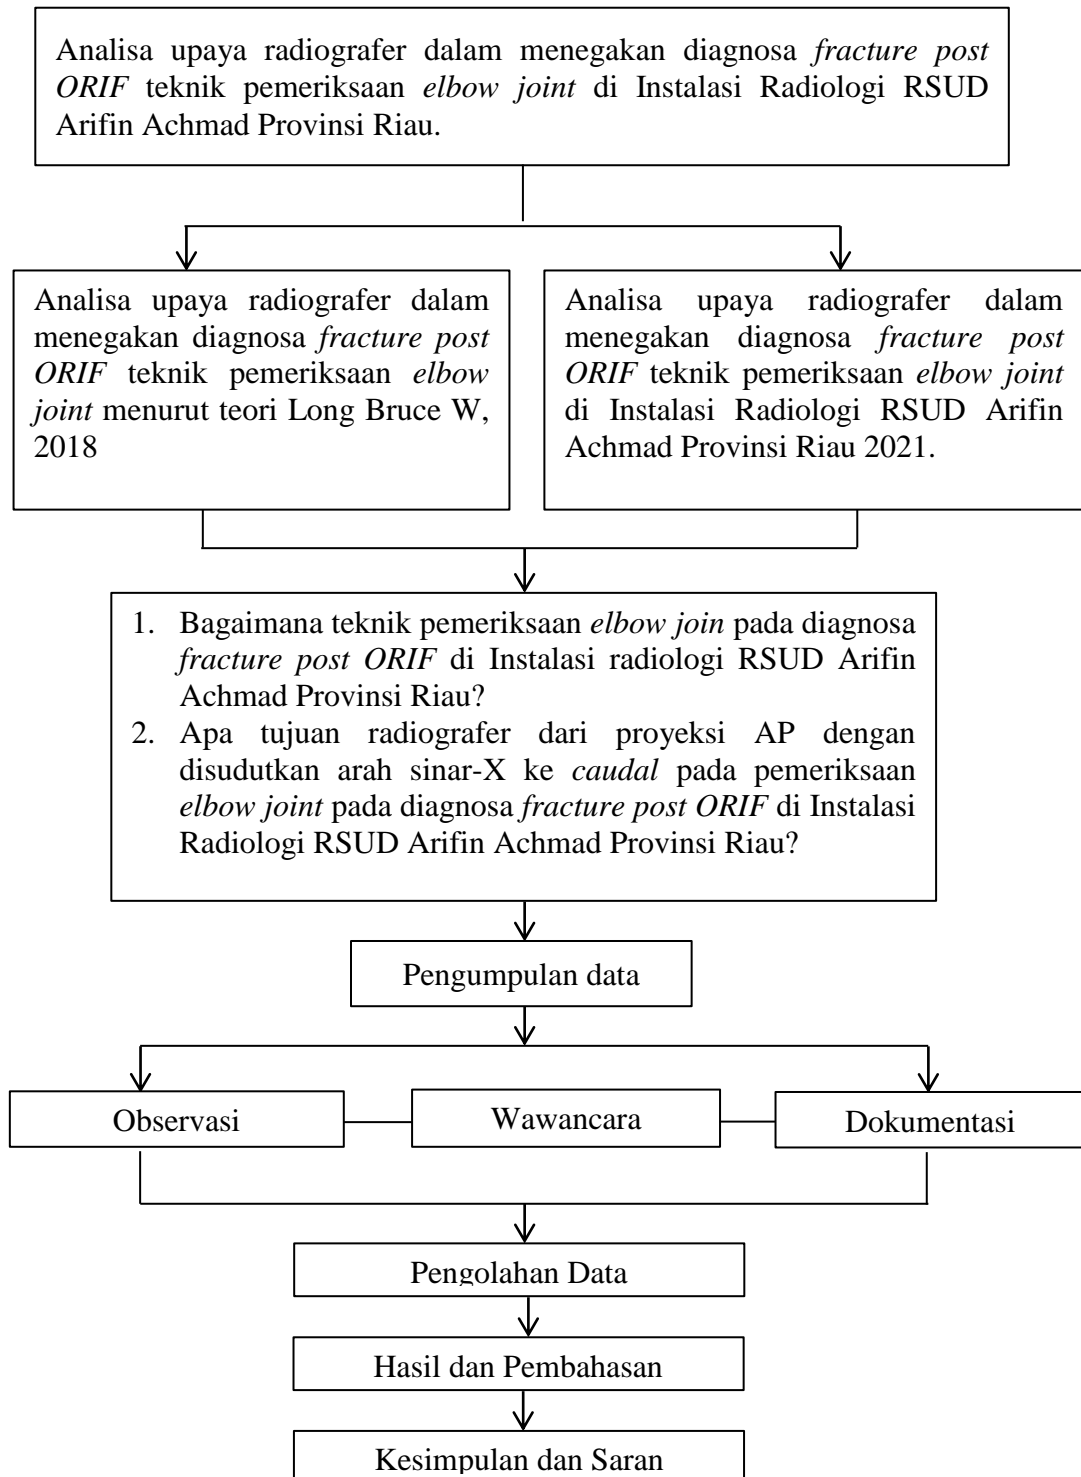 Analisa upaya radiografer dalam menegakan diagnosa fracture post
ORIF teknik pemeriksaan elbow joint di Instalasi Radiologi RSUD
Arifin Achmad Provinsi Riau.
Analisa upaya radiografer dalam
menegakan diagnosa fracture post
ORIF teknik pemeriksaan elbow
joint menurut teori Long Bruce W,
2018
Analisa upaya radiografer dalam
menegakan diagnosa fracture post
ORIF teknik pemeriksaan elbow joint
di Instalasi Radiologi RSUD Arifin
Achmad Provinsi Riau 2021.
1. Bagaimana teknik pemeriksaan elbow join pada diagnosa
fracture post ORIF di Instalasi radiologi RSUD Arifin
Achmad Provinsi Riau?
2. Apa tujuan radiografer dari proyeksi AP dengan
disudutkan arah sinar-X ke caudal pada pemeriksaan
elbow joint pada diagnosa fracture post ORIF di Instalasi
Radiologi RSUD Arifin Achmad Provinsi Riau?
Pengumpulan data
Observasi
Wawancara
Dokumentasi
Pengolahan Data
Hasil dan Pembahasan
Kesimpulan dan Saran